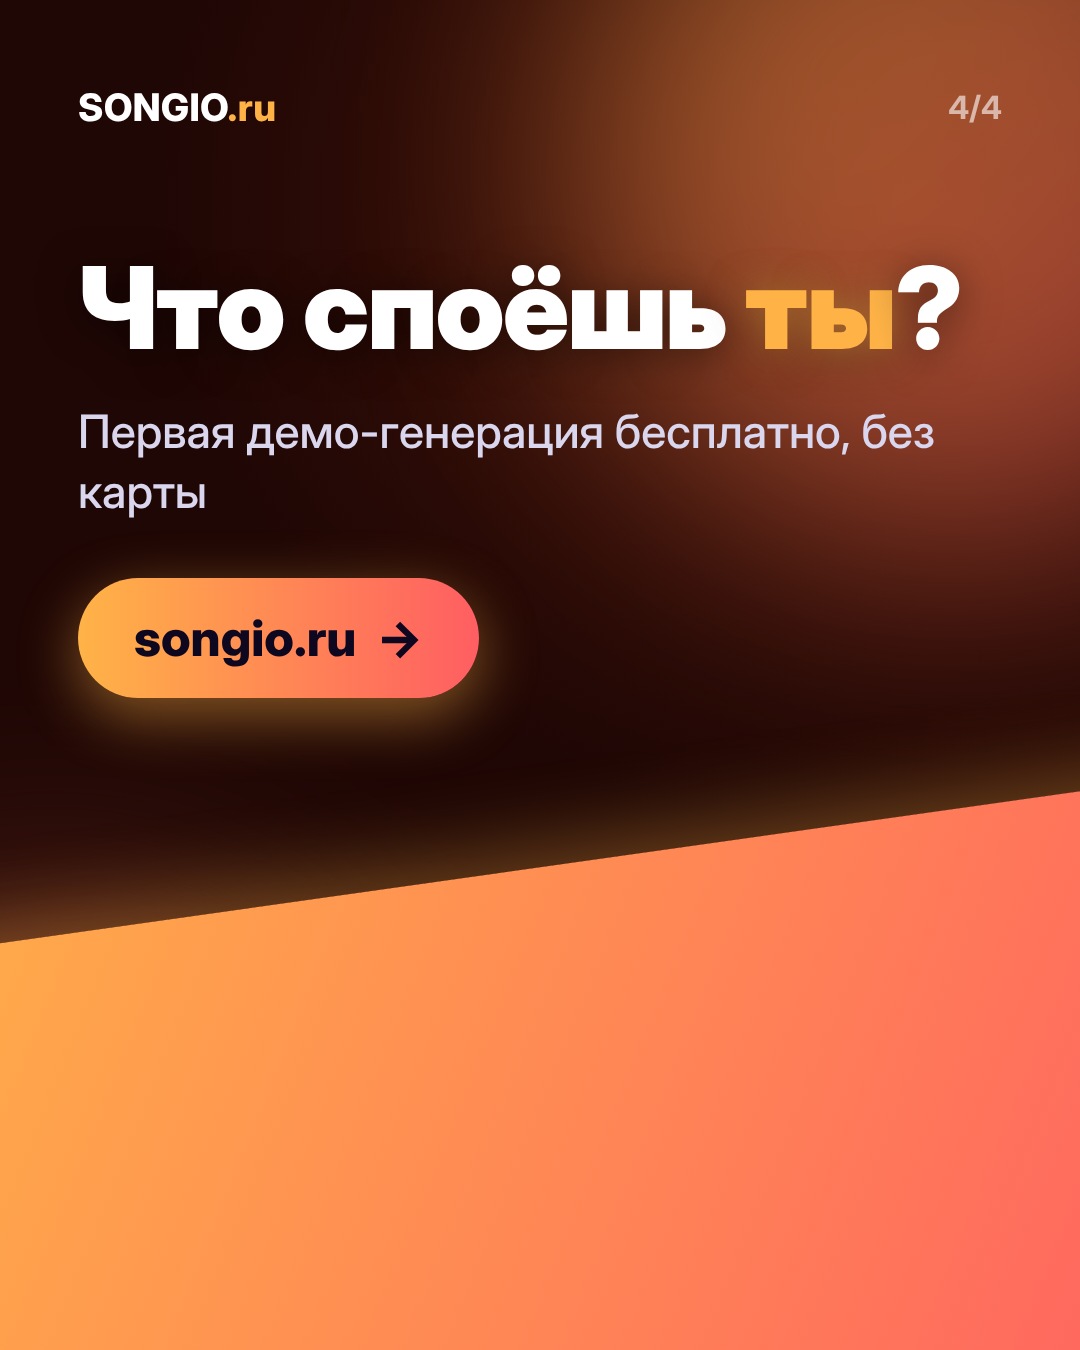 SONGIO.ru
4/4
Что споёшь ты?
Первая демо-генерация бесплатно, без
карты
songio.ru →